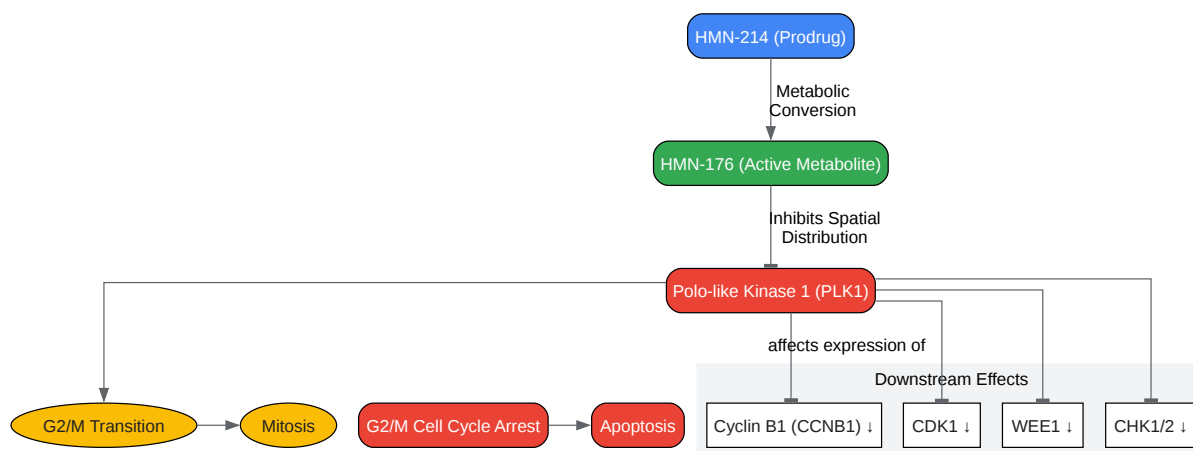 HMN-214 (Prodrug)
Metabolic
Conversion
HMN-176 (Active Metabolite)
Inhibits Spatial
Distribution
Polo-like Kinase 1 (PLK1)
affects expression of
Downstream Effects
G2/M Transition
Mitosis
G2/M Cell Cycle Arrest
Apoptosis
Cyclin B1 (CCNB1) ↓
CDK1 ↓
WEE1 ↓
CHK1/2 ↓